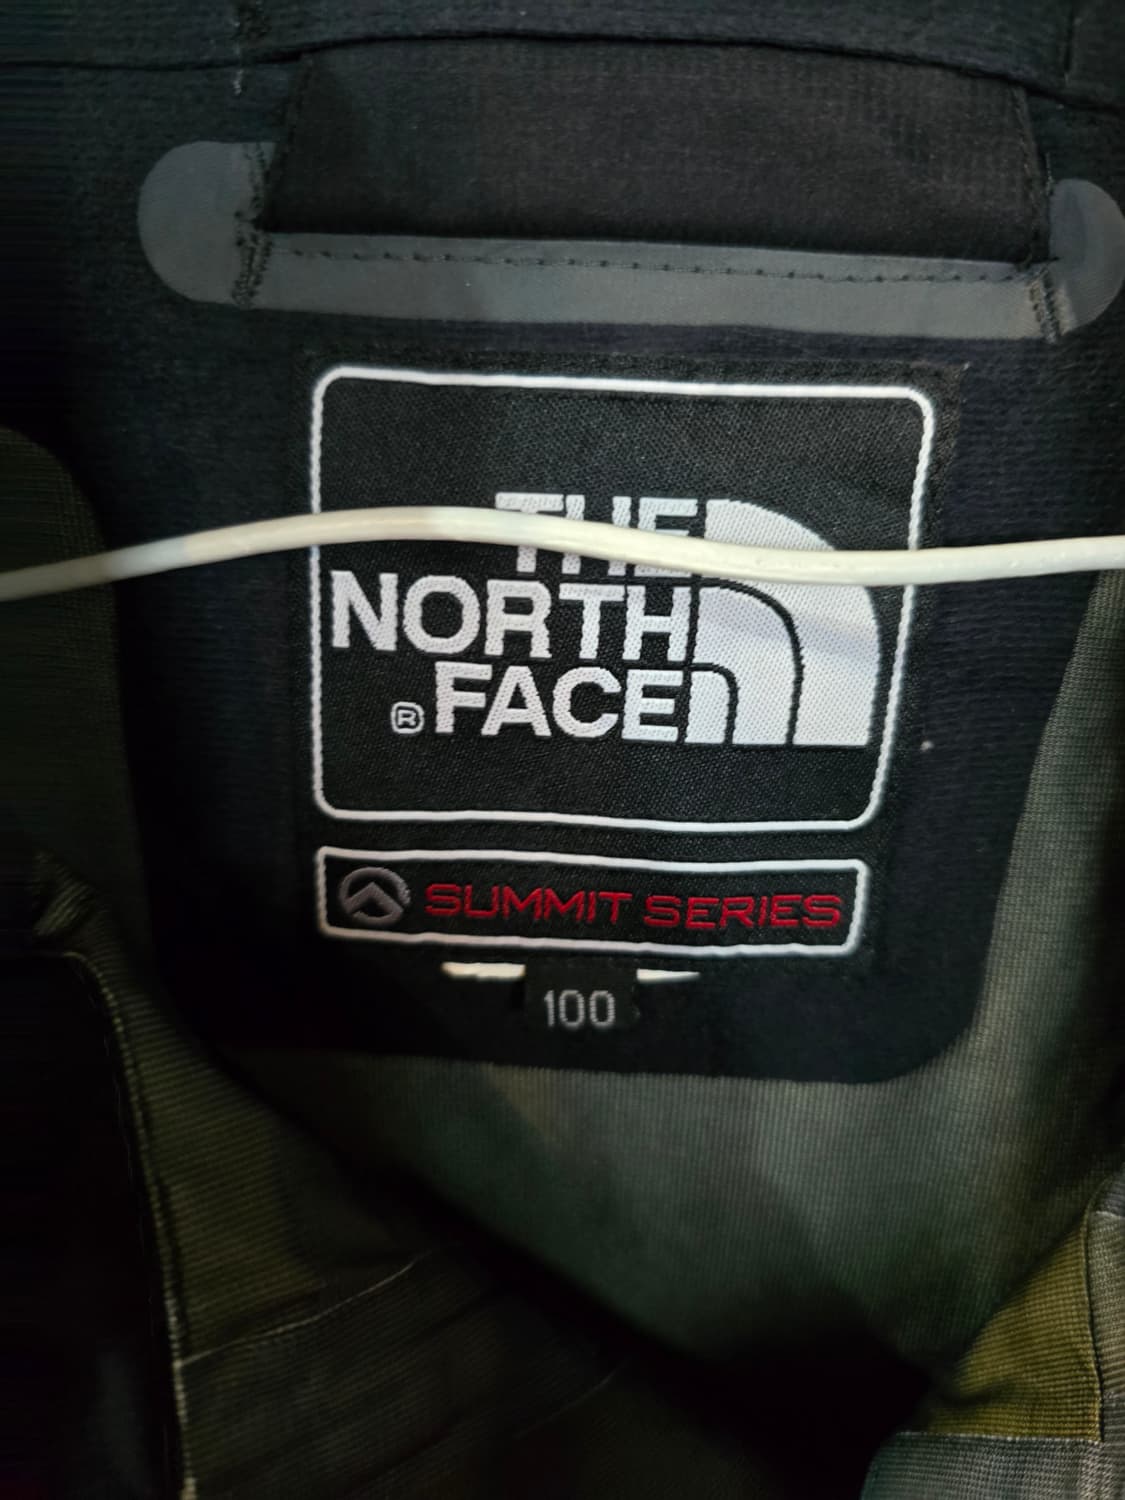 THE
NORTH
® FACE
SUMMIT SERIES
100